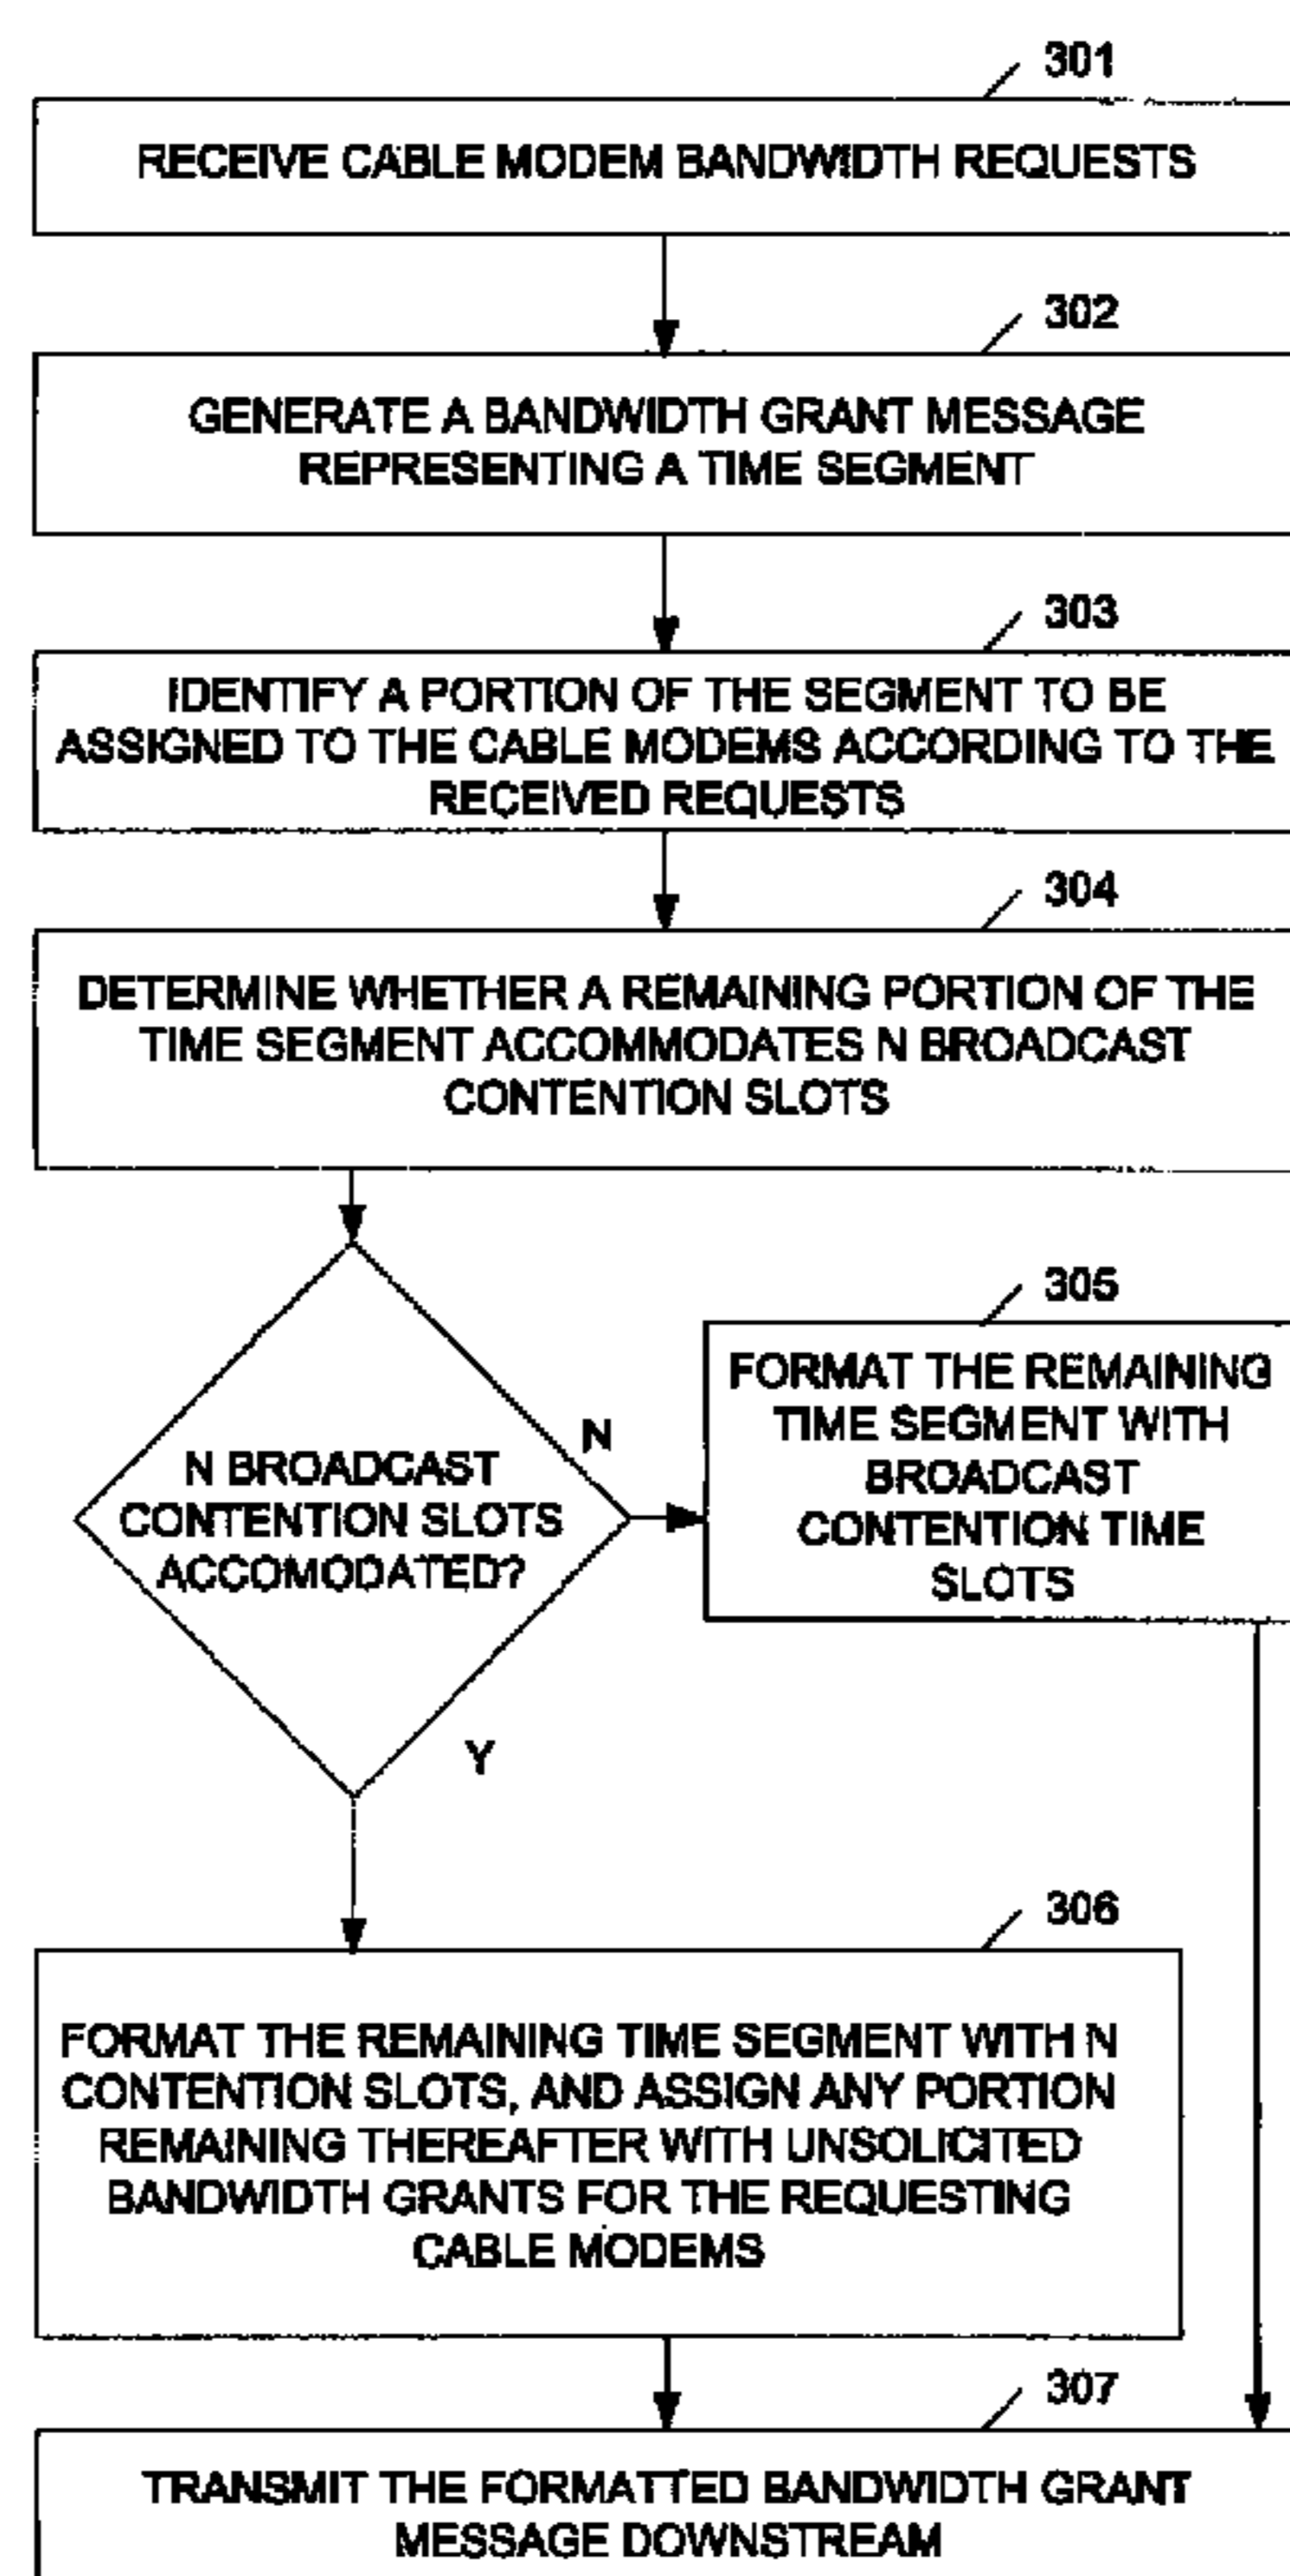 301
RECEIVE CABLE MODEM BANDWIDTH REQUESTS
302
GENERATE A BANDWIDTH GRANT MESSAGE
REPRESENTING A TIME SEGMENT
303
IDENTIFY A PORTION OF THE SEGMENT TO BE
ASSIGNED TO THE CABLE MODEMS ACCORDING TO THE
RECEIVED REQUESTS
304
DETERMINE WHETHER A REMAINING PORTION OF THE
TIME SEGMENT ACCOMMODATES N BROADCAST
CONTENTION SLOTS
N BROADCAST
CONTENTION SLOTS
ACCOMODATED?
N
305
FORMAT THE REMAINING
TIME SEGMENT WITH
BROADCAST
CONTENTION TIME
SLOTS
Y
306
FORMAT THE REMAINING TIME SEGMENT WITH N
CONTENTION SLOTS, AND ASSIGN ANY PORTION
REMAINING THEREAFTER WITH UNSOLICITED
BANDWIDTH GRANTS FOR THE REQUESTING
CABLE MODEMS
307
TRANSMIT THE FORMATTED BANDWIDTH GRANT
MESSAGE DOWNSTREAM